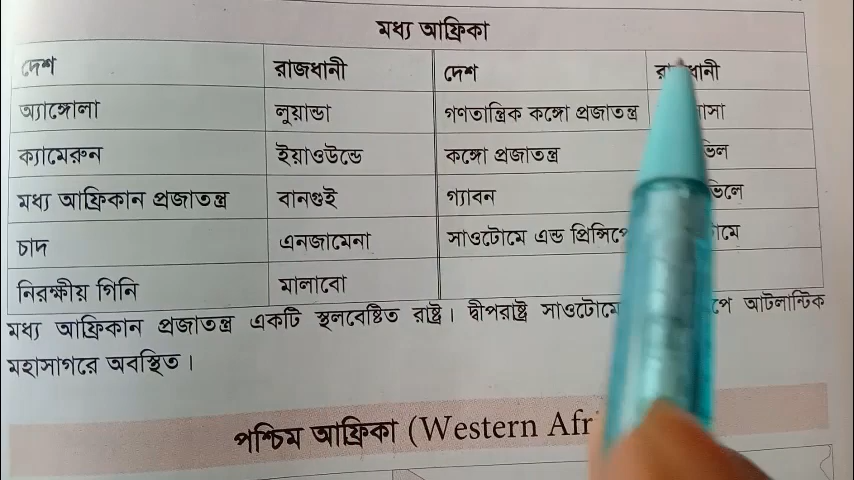 মধ্য আফ্রিকা
দেশ রাজধানী দেশ
অ্যাঙ্গোলা লুয়ান্ডা গণতান্ত্রিক কঙ্গো প্রজাতন্ত্র
ক্যামেরুন ইয়াওউন্ডে কঙ্গো প্রজাতন্ত্র
মধ্য আফ্রিকান প্রজাতন্ত্র বানগুই গ্যাবন
চাদ এনজামেনা সাওটোমে এন্ড
নিরক্ষীয় গিনি মালাবো
মধ্য আফ্রিকান প্রজাতন্ত্র একটি স্থলবেষ্টিত রাষ্ট্র। দ্বীপরাষ্ট্র সাওটোমে আটলান্টিক
মহাসাগরে অবস্থিত।
পশ্চিম আফ্রিকা (Western